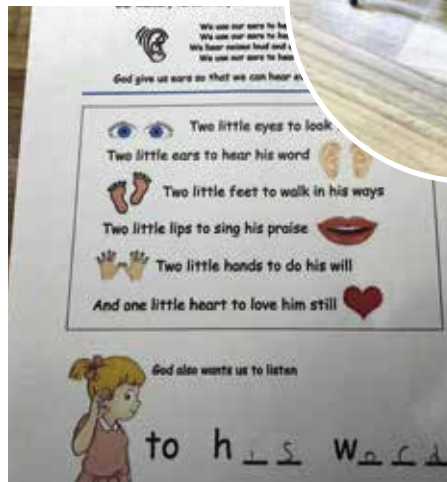 We use our ears to
We use our ears to
We hear noises loud and
We use our ears to hear
God give us ears so that we can hear
Two little eyes to look
Two little ears to hear his word
Two little feet to walk in his ways
Two little lips to sing his praise
Two little hands to do his will
And one little heart to love him still
God also wants us to listen
to his word